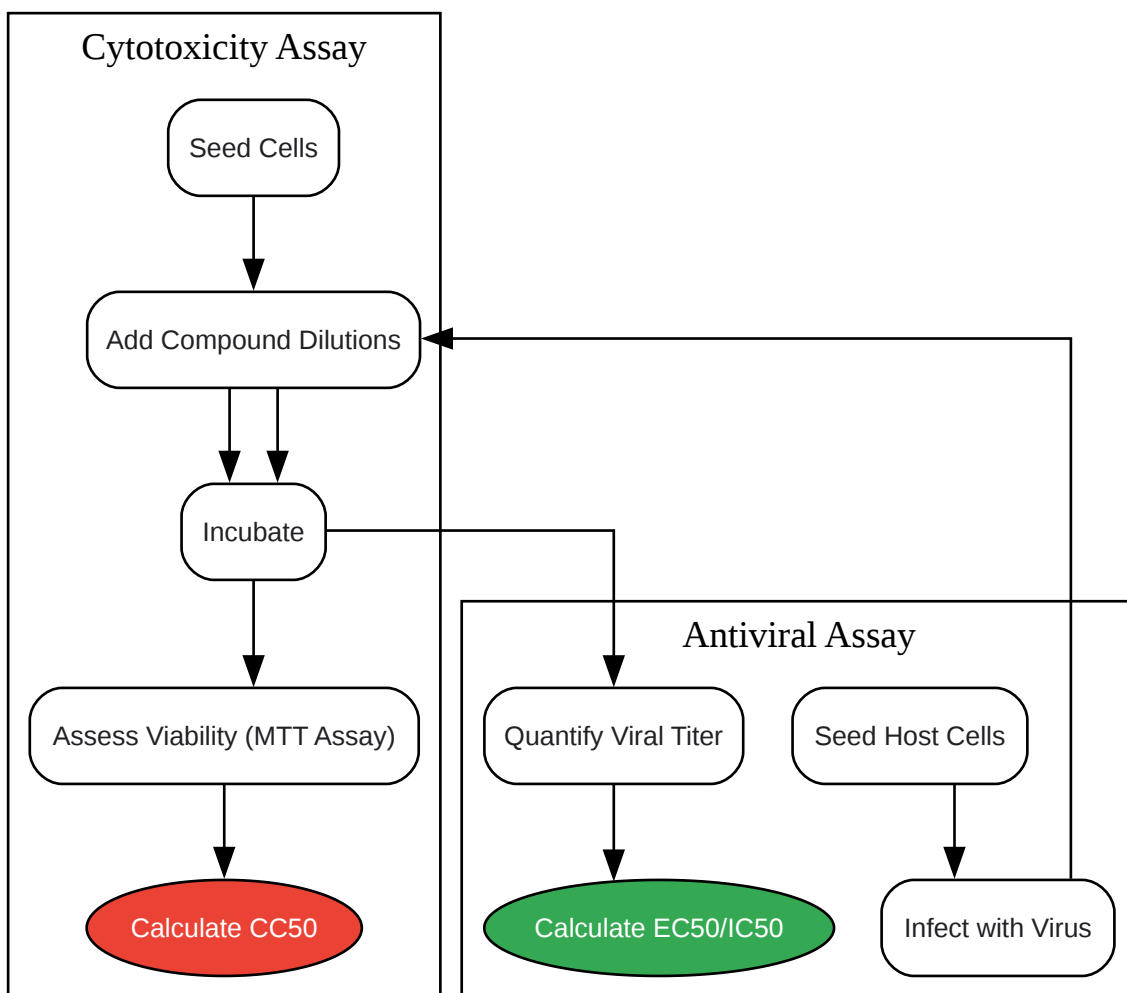 Cytotoxicity Assay
Seed Cells
Add Compound Dilutions
Incubate
Assess Viability (MTT Assay)
Calculate CC50
Antiviral Assay
Quantify Viral Titer
Seed Host Cells
Calculate EC50/IC50
Infect with Virus